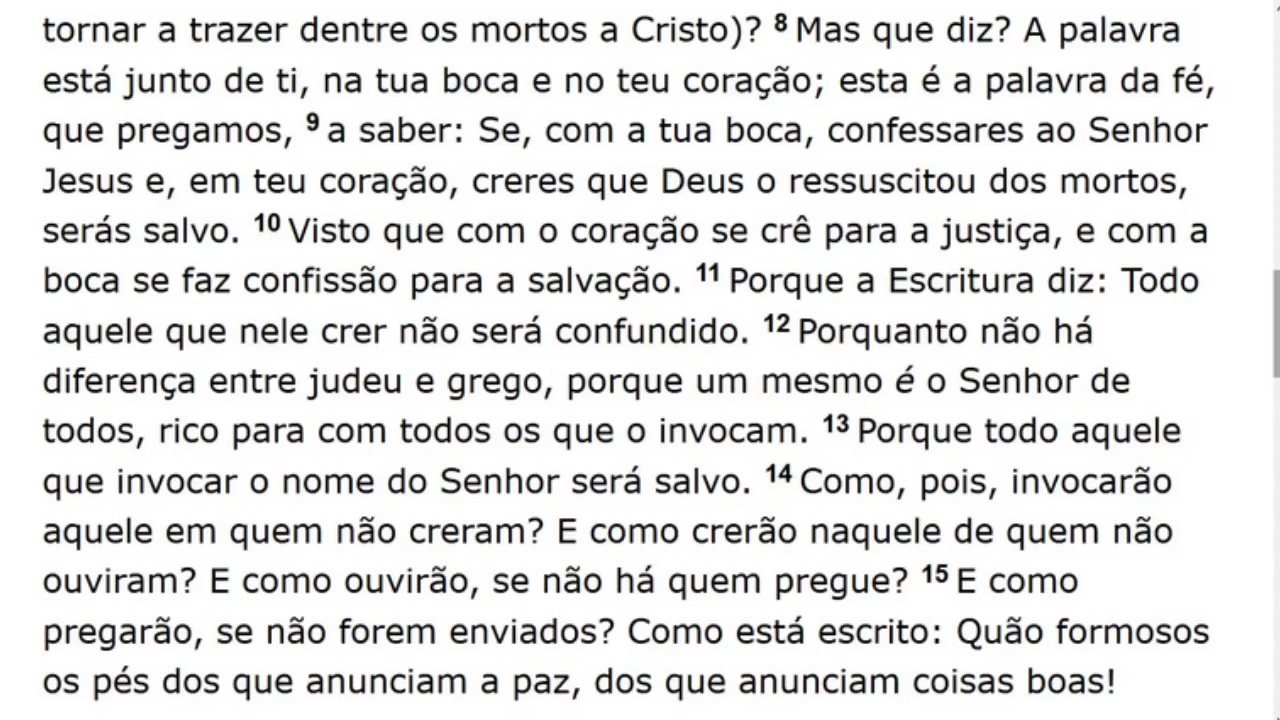 tornar a trazer dentre os mortos a Cristo)? 8 Mas que diz? A palavra
está junto de ti, na tua boca e no teu coração; esta é a palavra da fé,
que pregamos, 9 a saber: Se, com a tua boca, confessares ao Senhor
Jesus e, em teu coração, creres que Deus o ressuscitou dos mortos,
serás salvo. 10 Visto que com o coração se crê para a justiça, e com a
boca se faz confissão para a salvação. 11 Porque a Escritura diz: Todo
aquele que nele crer não será confundido. 12 Porquanto não há
diferença entre judeu e grego, porque um mesmo é o Senhor de
todos, rico para com todos os que o invocam. 13 Porque todo aquele
que invocar o nome do Senhor será salvo. 14 Como, pois, invocarão
aquele em quem não creram? E como crerão naquele de quem não
ouviram? E como ouvirão, se não há quem pregue? 15 E como
pregarão, se não forem enviados? Como está escrito: Quão formosos
os pés dos que anunciam a paz, dos que anunciam coisas boas!